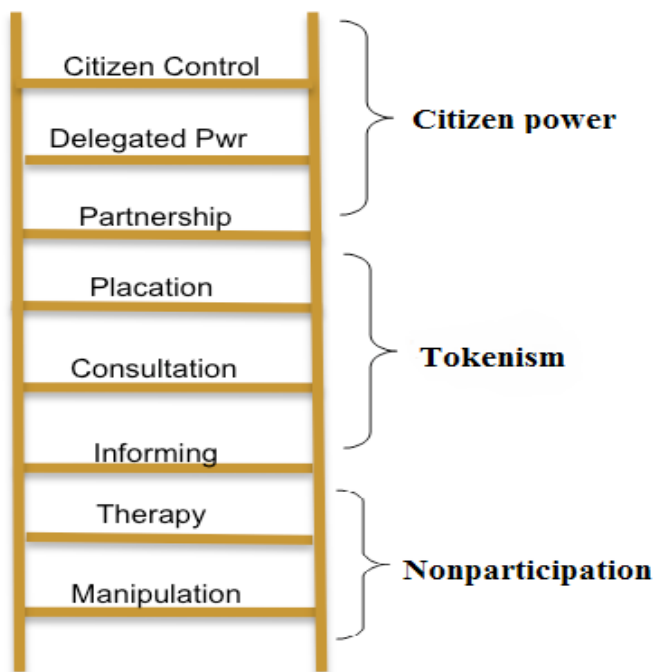 Citizen Control
Delegated Pwr
Partnership
Placation
Consultation
Informing
Therapy
Manipulation
Citizen power
Tokenism
Nonparticipation